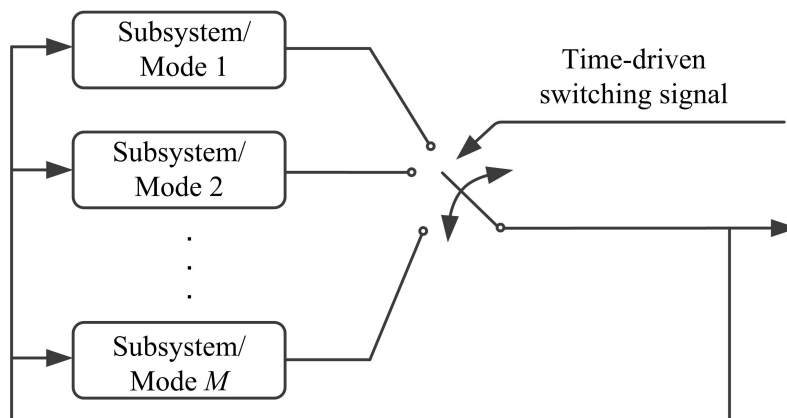 Subsystem/
Mode 1
Time-driven
switching signal
Subsystem/
Mode 2
.
.
.
Subsystem/
Mode M